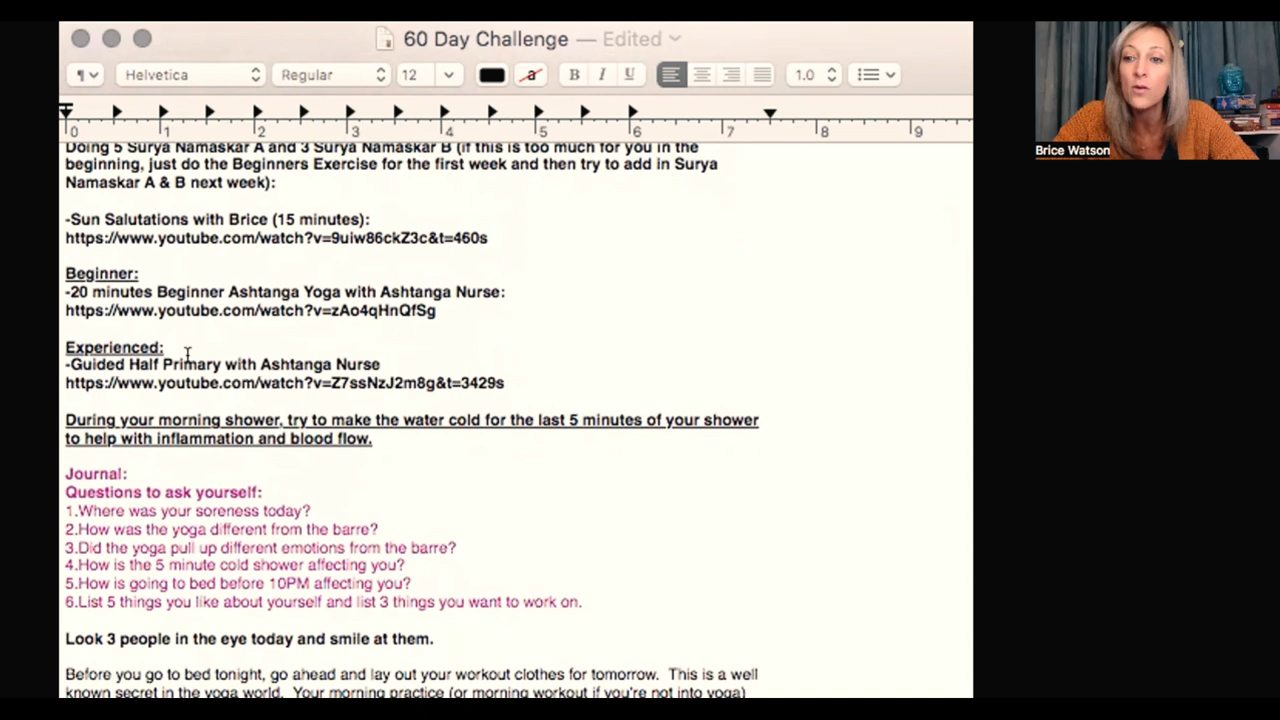 60 Day Challenge — Edited
Helvetica Regular 12 a B I U 1.0
0 1 2 3 4 5 6 7 8 9
Doing 5 Surya Namaskar A and 3 Surya Namaskar B (if this is too much for you in the
beginning, just do the Beginners Exercise for the first week and then try to add in Surya
Namaskar A & B next week):
-Sun Salutations with Brice (15 minutes):
https://www.youtube.com/watch?v=9uiw86ckZ3c&t=460s
Beginner:
-20 minutes Beginner Ashtanga Yoga with Ashtanga Nurse:
https://www.youtube.com/watch?v=zAo4qHnQfSg
Experienced:
-Guided Half Primary with Ashtanga Nurse
https://www.youtube.com/watch?v=Z7ssNzJ2m8g&t=3429s
During your morning shower, try to make the water cold for the last 5 minutes of your shower
to help with inflammation and blood flow.
Journal:
Questions to ask yourself:
1.Where was your soreness today?
2.How was the yoga different from the barre?
3.Did the yoga pull up different emotions from the barre?
4.How is the 5 minute cold shower affecting you?
5.How is going to bed before 10PM affecting you?
6.List 5 things you like about yourself and list 3 things you want to work on.
Look 3 people in the eye today and smile at them.
Before you go to bed tonight, go ahead and lay out your workout clothes for tomorrow.  This is a well
known secret in the yoga world.  Your morning practice (or morning workout if you're not into yoga)
Brice Watson